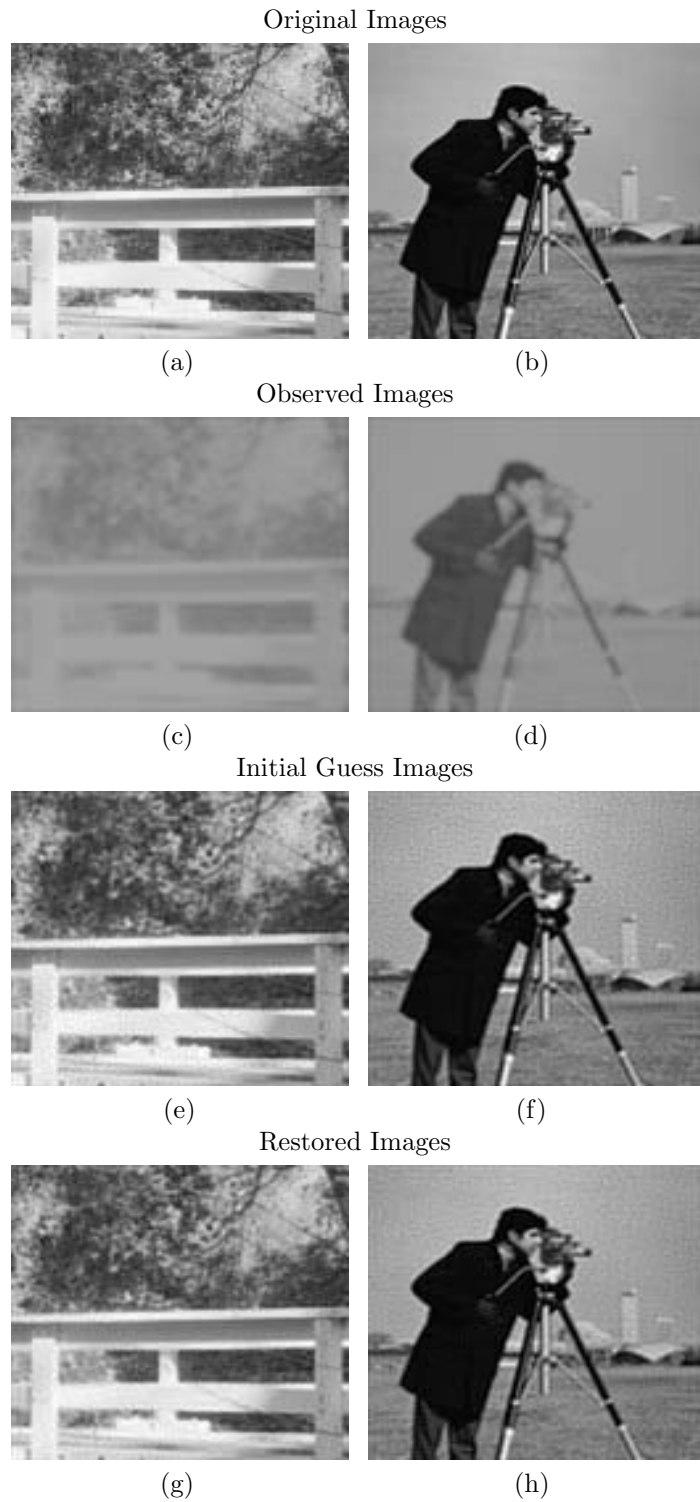 Original Images
(a) (b)
Observed Images
(c) (d)
Initial Guess Images
(e) (f)
Restored Images
(g) (h)